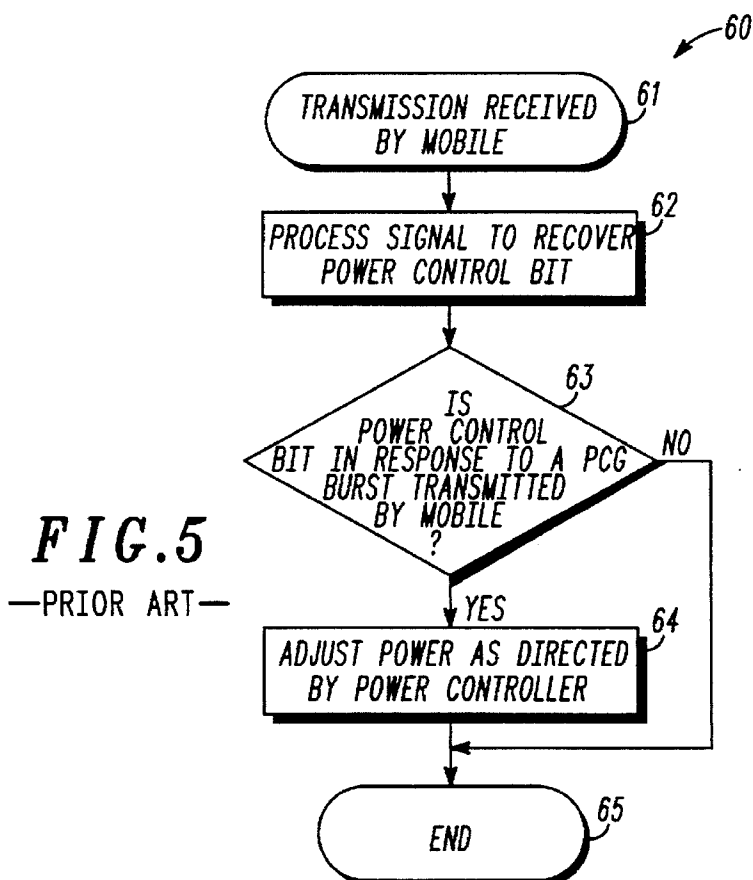 60
TRANSMISSION RECEIVED
BY MOBILE
61
PROCESS SIGNAL TO RECOVER
POWER CONTROL BIT
62
IS
POWER CONTROL
BIT IN RESPONSE TO A PCG
BURST TRANSMITTED
BY MOBILE
?
63
NO
FIG.5
—PRIOR ART—
YES
ADJUST POWER AS DIRECTED
BY POWER CONTROLLER
64
END
65